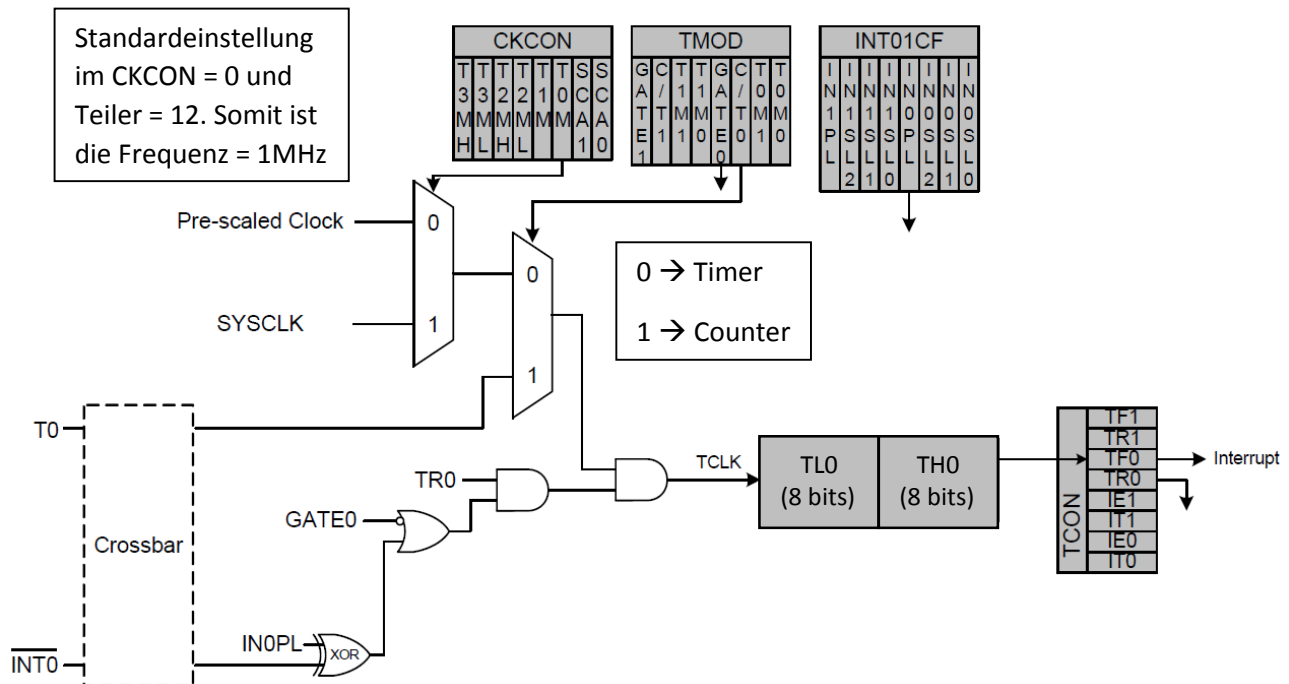 Standardeinstellung
im CKCON = 0 und
Teiler = 12. Somit ist
die Frequenz = 1MHz
CKCON
T3MH T3ML T2MH T2ML T1M T0M SCA1 SCA0
TMOD
GATE1 C/T1 T1M1 T1M0 GATE0 C/T0 T0M1 T0M0
INT01CF
IN1PL IN1SL2 IN1SL1 IN1SL0 IN0PL IN0SL2 IN0SL1 IN0SL0
Pre-scaled Clock
0
SYSCLK
1
0
1
0 → Timer
1 → Counter
T0
Crossbar
INT0
TR0
GATE0
IN0PL
XOR
TCLK
TL0
(8 bits)
TH0
(8 bits)
TCON
TF1
TR1
TF0
TR0
IE1
IT1
IE0
IT0
Interrupt